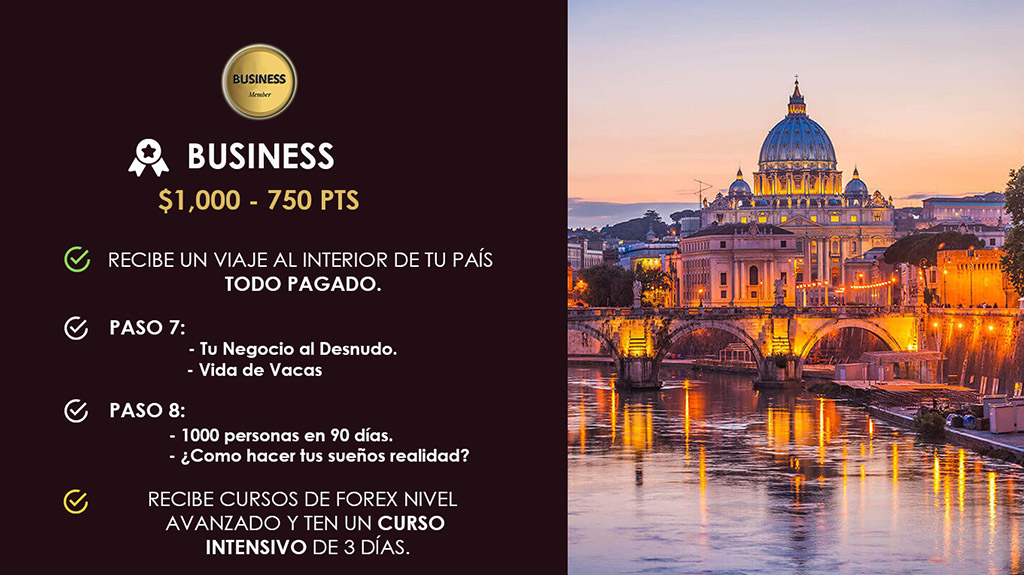 BUSINESS
Member
BUSINESS
$1,000 - 750 PTS
RECIBE UN VIAJE AL INTERIOR DE TU PAÍS
TODO PAGADO.
PASO 7:
- Tu Negocio al Desnudo.
- Vida de Vacas
PASO 8:
- 1000 personas en 90 días.
- ¿Como hacer tus sueños realidad?
RECIBE CURSOS DE FOREX NIVEL
AVANZADO Y TEN UN CURSO
INTENSIVO DE 3 DÍAS.